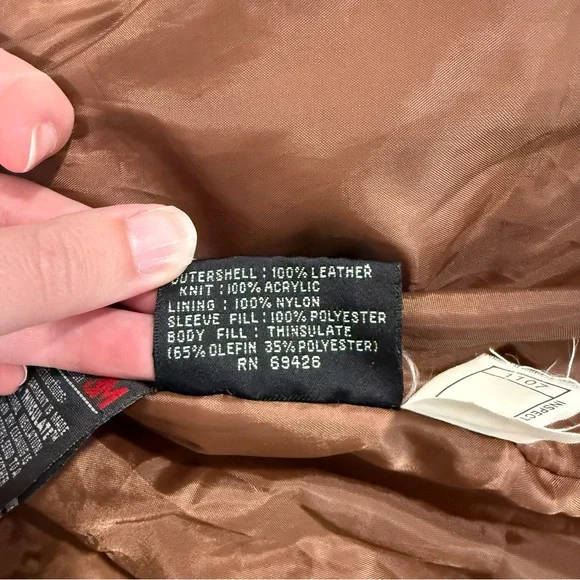 OUTERSHELL : 100% LEATHER
KNIT : 100% ACRYLIC
LINING : 100% NYLON
SLEEVE FILL : 100% POLYESTER
BODY FILL : THINSULATE
(65% OLEFIN 35% POLYESTER)
RN 69426
INSPECT